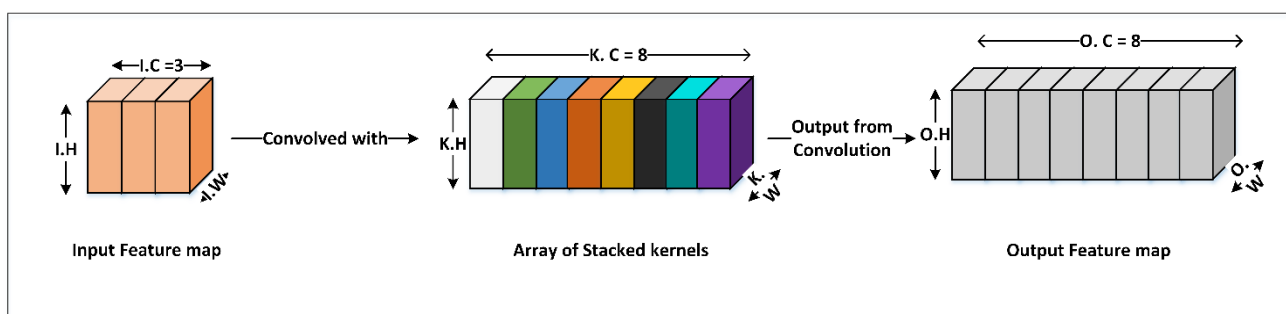 I.C =3
I.H
I.W
Input Feature map
Convolved with
K. C = 8
K.H
K.
W
Array of Stacked kernels
Output from
Convolution
O. C = 8
O.H
O.
W
Output Feature map